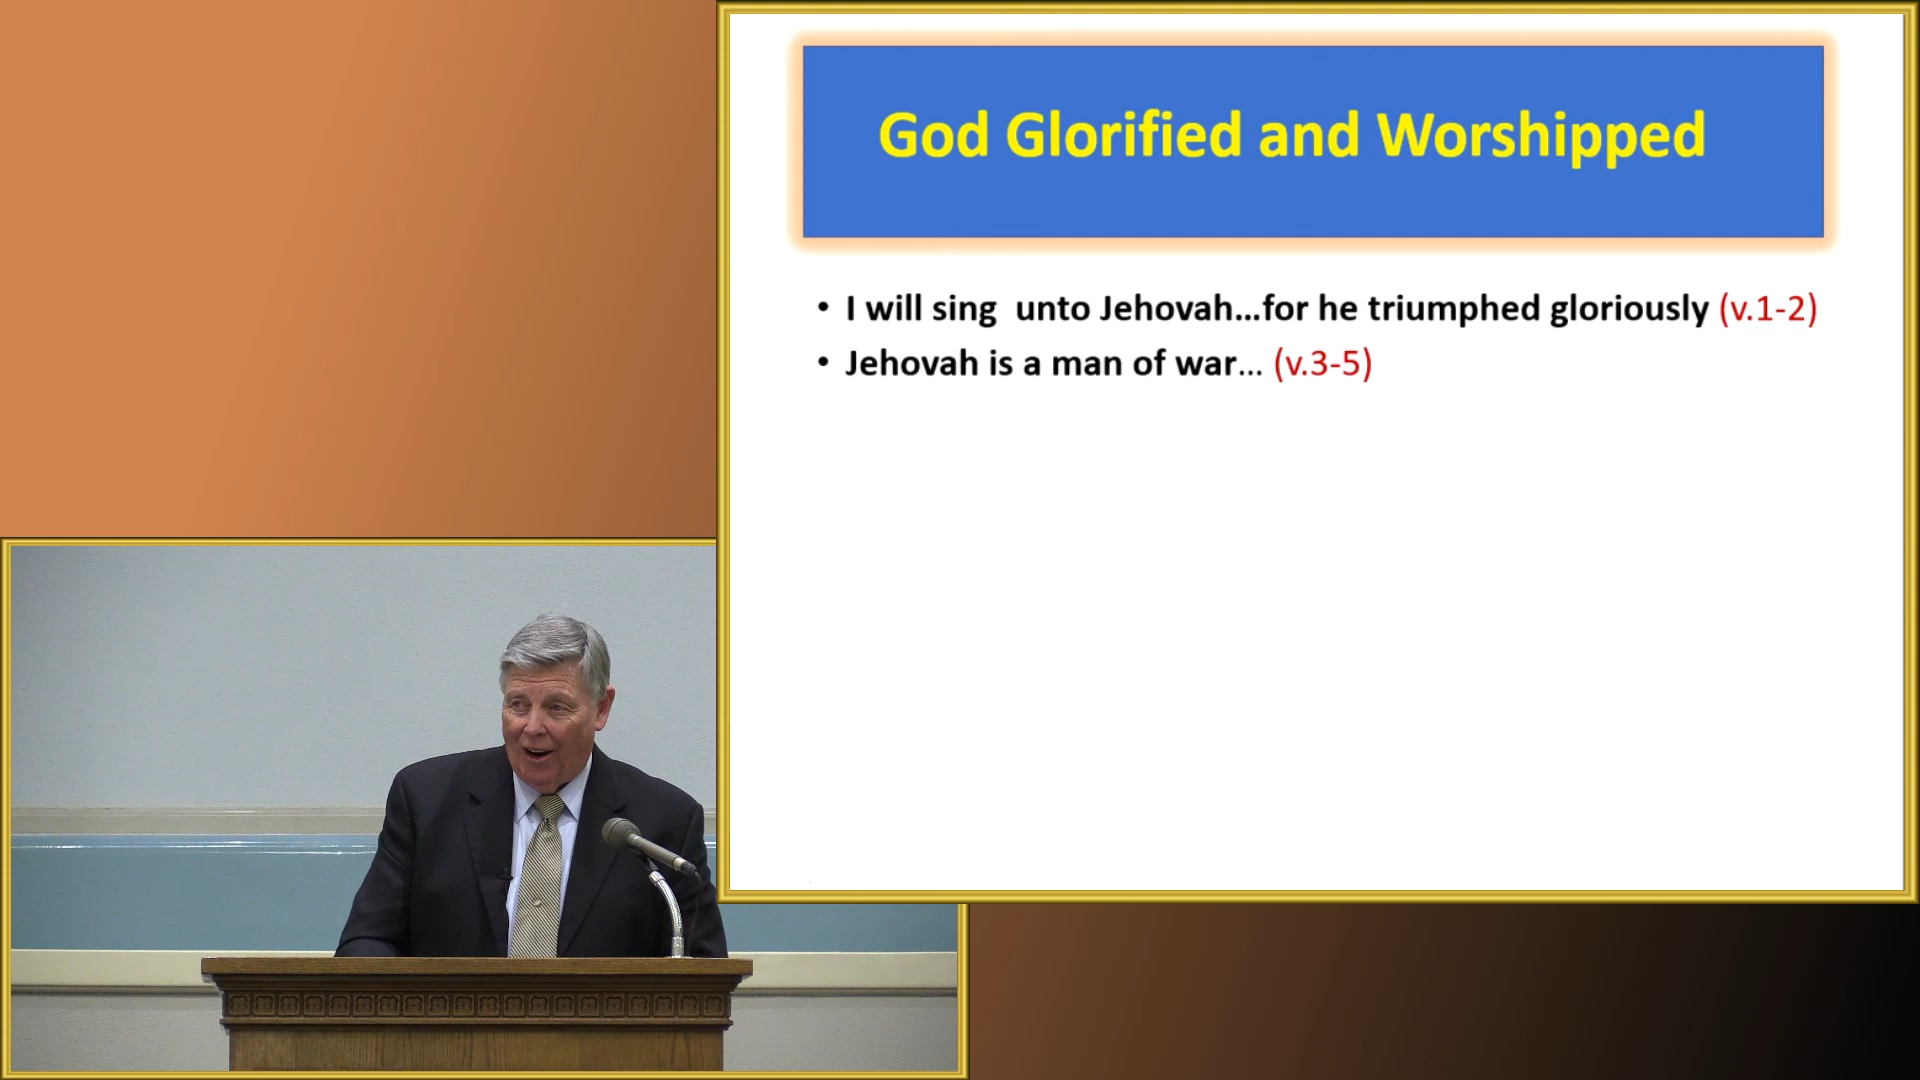 God Glorified and Worshipped
• I will sing  unto Jehovah...for he triumphed gloriously (v.1-2)
• Jehovah is a man of war... (v.3-5)